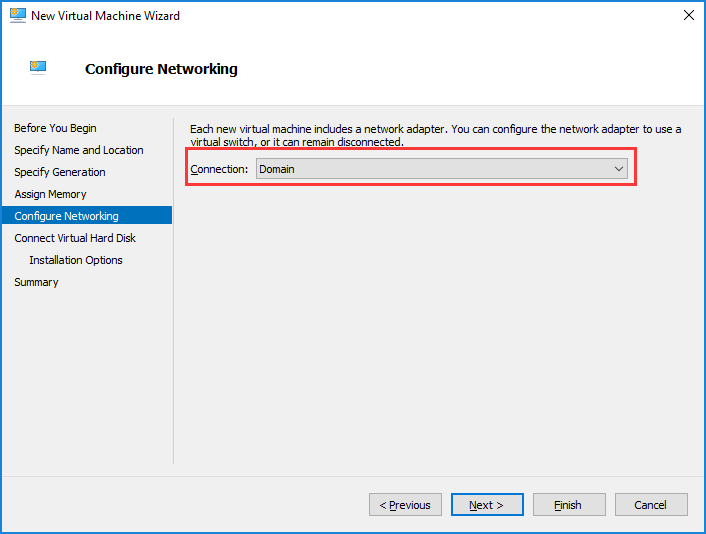 New Virtual Machine Wizard
Configure Networking
Before You Begin
Specify Name and Location
Specify Generation
Assign Memory
Configure Networking
Connect Virtual Hard Disk
Installation Options
Summary
Each new virtual machine includes a network adapter. You can configure the network adapter to use a
virtual switch, or it can remain disconnected.
Connection: Domain
< Previous Next > Finish Cancel